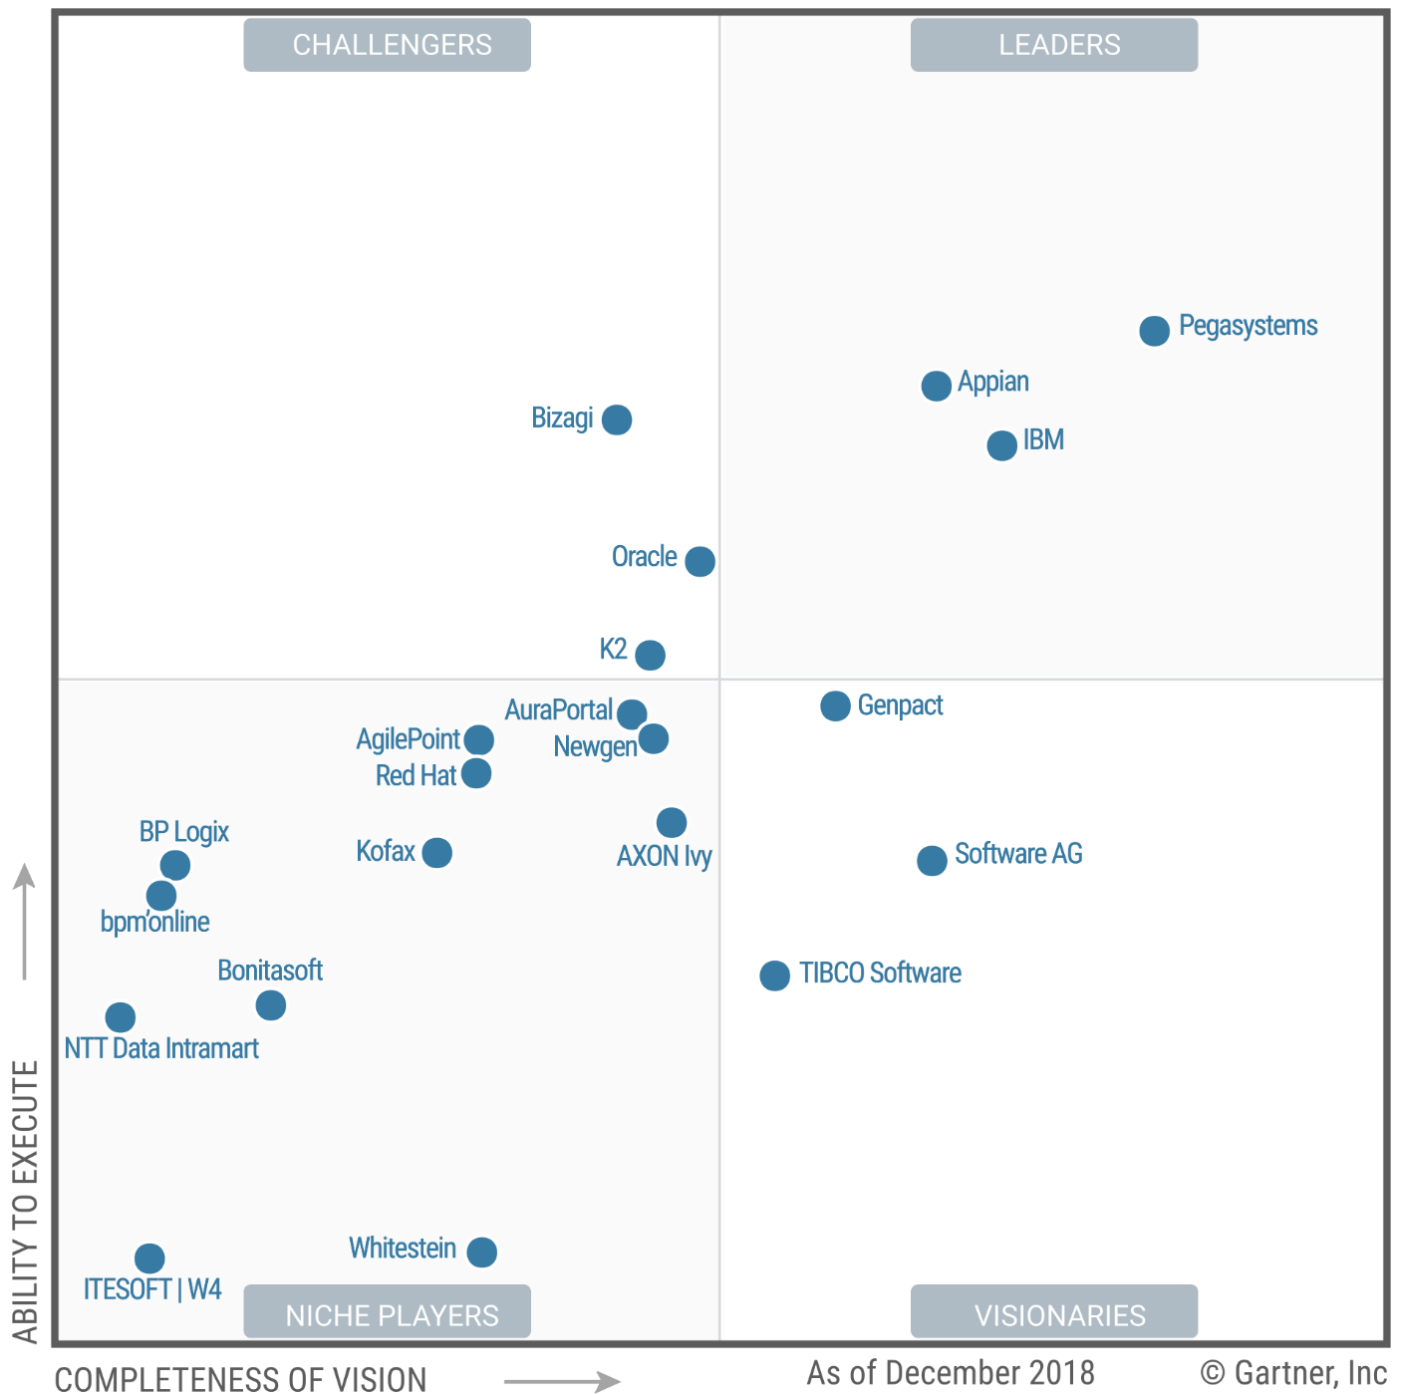 CHALLENGERS
LEADERS
Pegasystems
Appian
Bizagi
IBM
Oracle
K2
AuraPortal
Genpact
AgilePoint
Newgen
Red Hat
BP Logix
Kofax
AXON Ivy
Software AG
bpm'online
Bonitasoft
TIBCO Software
NTT Data Intramart
Whitestein
ITESOFT | W4
NICHE PLAYERS
VISIONARIES
ABILITY TO EXECUTE
COMPLETENESS OF VISION
As of December 2018
© Gartner, Inc